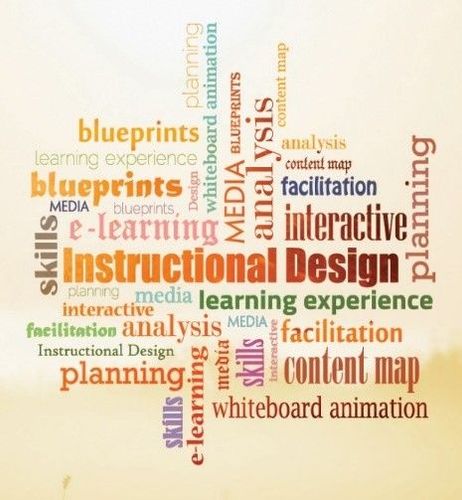 planning
whiteboard animation
content map
BLUEPRINTS
analysis
blueprints
analysis
learning experience
content map
planning
blueprints
Design
MEDIA
facilitation
MEDIA
blueprints
skills
e-learning
interactive
Instructional Design
planning
media
learning experience
interactive
facilitation
analysis
MEDIA
interactive
facilitation
Instructional Design
media
skills
planning
e-learning
content map
skills
whiteboard animation